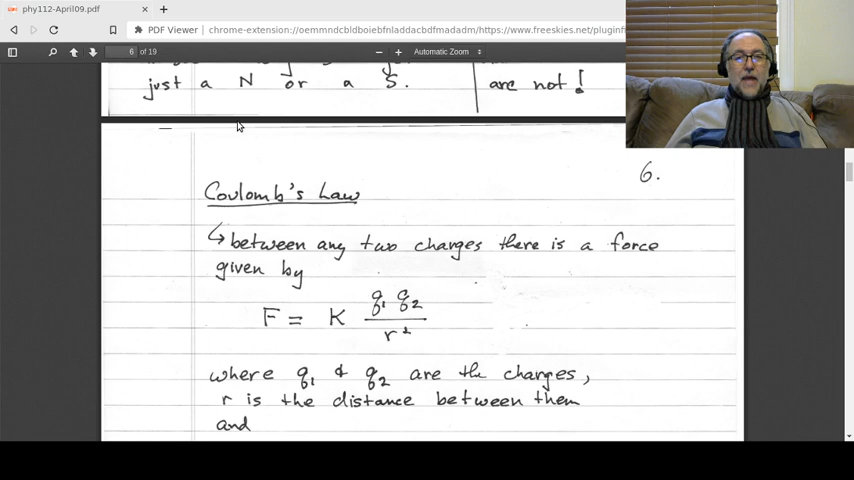 phy112-April09.pdf
PDF Viewer
chrome-extension://oemmndcbldboiebfnladdacbdfmadadm/https://www.freeskies.net/pluginfi
6 of 19
Automatic Zoom
just a N or a S.
are not!
6.
Coulomb's Law
↳ between any two charges there is a force
given by
F = K q1 q2 / r²
where q1 & q2 are the charges,
r is the distance between them
and